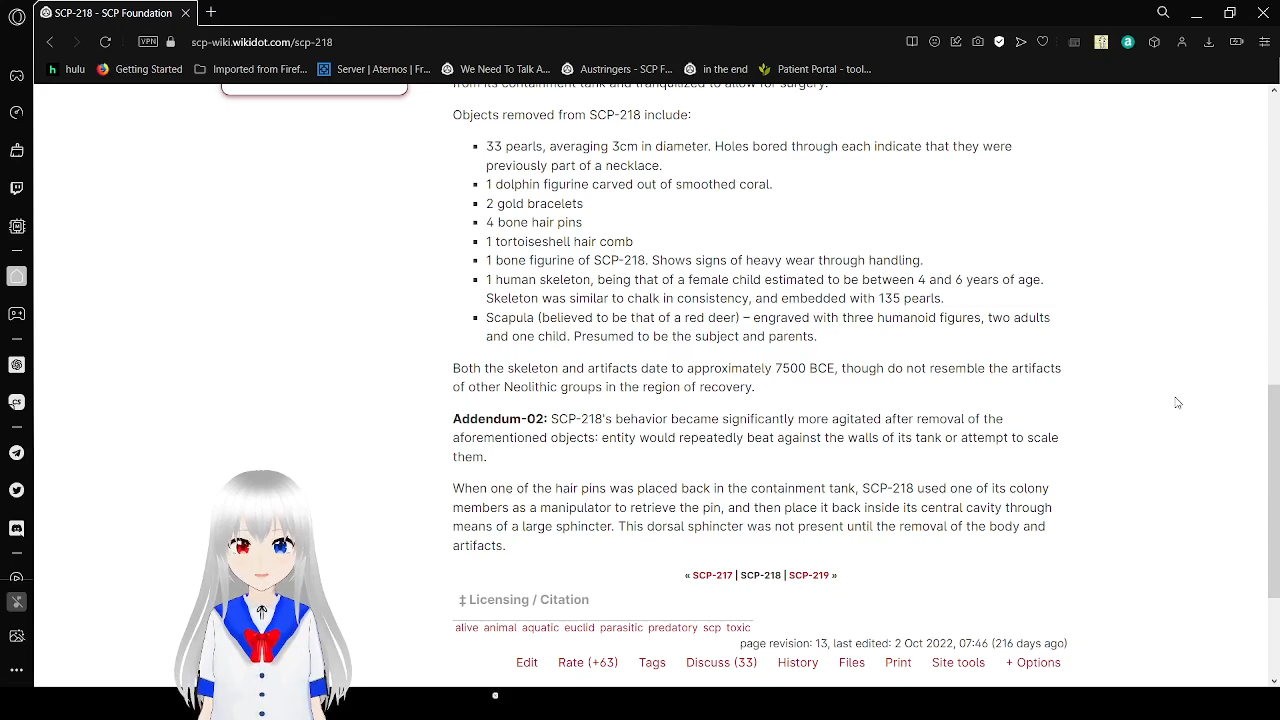 SCP-218 - SCP Foundation
VPN
scp-wiki.wikidot.com/scp-218
hulu
Getting Started
Imported from Firef...
Server | Aternos | Fr...
We Need To Talk A...
Austringers - SCP F...
in the end
Patient Portal - tool...
from its containment tank and tranquilized to allow for surgery.
Objects removed from SCP-218 include:
33 pearls, averaging 3cm in diameter. Holes bored through each indicate that they were
previously part of a necklace.
1 dolphin figurine carved out of smoothed coral.
2 gold bracelets
4 bone hair pins
1 tortoiseshell hair comb
1 bone figurine of SCP-218. Shows signs of heavy wear through handling.
1 human skeleton, being that of a female child estimated to be between 4 and 6 years of age.
Skeleton was similar to chalk in consistency, and embedded with 135 pearls.
Scapula (believed to be that of a red deer) – engraved with three humanoid figures, two adults
and one child. Presumed to be the subject and parents.
Both the skeleton and artifacts date to approximately 7500 BCE, though do not resemble the artifacts
of other Neolithic groups in the region of recovery.
Addendum-02: SCP-218's behavior became significantly more agitated after removal of the
aforementioned objects: entity would repeatedly beat against the walls of its tank or attempt to scale
them.
When one of the hair pins was placed back in the containment tank, SCP-218 used one of its colony
members as a manipulator to retrieve the pin, and then place it back inside its central cavity through
means of a large sphincter. This dorsal sphincter was not present until the removal of the body and
artifacts.
« SCP-217 | SCP-218 | SCP-219 »
‡ Licensing / Citation
alive animal aquatic euclid parasitic predatory scp toxic
page revision: 13, last edited: 2 Oct 2022, 07:46 (216 days ago)
Edit Rate (+63) Tags Discuss (33) History Files Print Site tools + Options